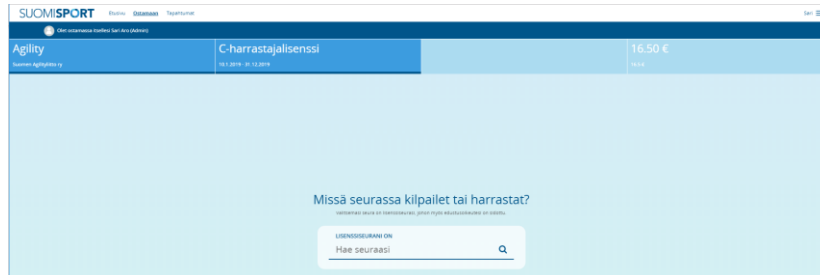 SUOMISPORT Etusivu Ostamaan Tapahtumat Sari
Olet ostamassa itsellesi Sari Aro (Admin)
Agility C-harrastajalisenssi 16.50 €
Suomen Agilityliitto ry 10.1.2019 - 31.12.2019
Missä seurassa kilpailet tai harrastat?
LISENSSISEURANI ON
Hae seuraasi